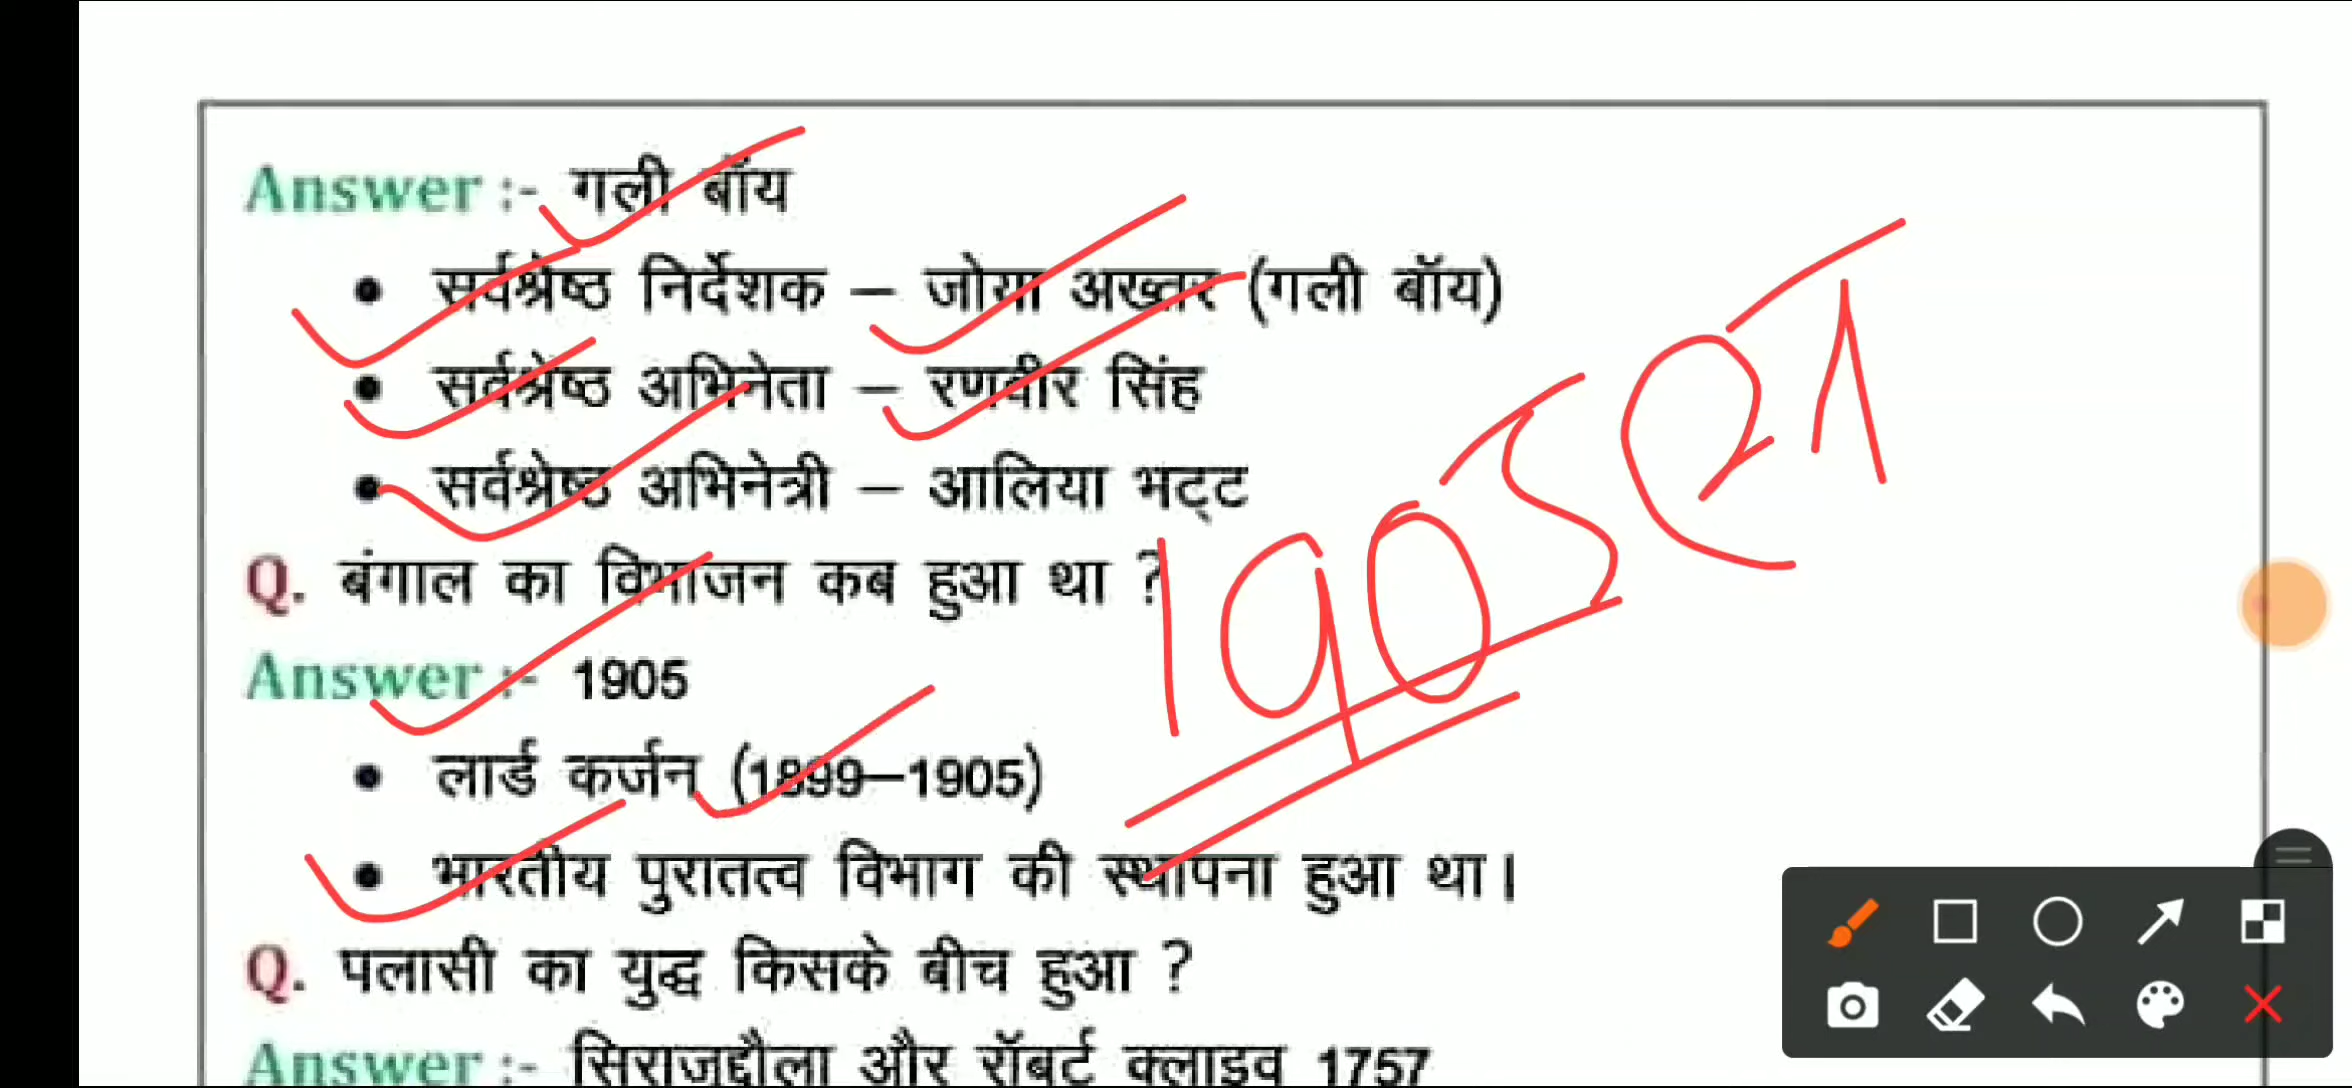 Answer :- गली बॉय
• सर्वश्रेष्ठ निर्देशक – जोया अख्तर (गली बॉय)
• सर्वश्रेष्ठ अभिनेता – रणवीर सिंह
• सर्वश्रेष्ठ अभिनेत्री – आलिया भट्ट
Q. बंगाल का विभाजन कब हुआ था ?
Answer :- 1905
1905
• लार्ड कर्जन (1899–1905)
• भारतीय पुरातत्व विभाग की स्थापना हुआ था।
Q. पलासी का युद्ध किसके बीच हुआ ?
Answer :- सिराजुद्दौला और रॉबर्ट क्लाइव 1757